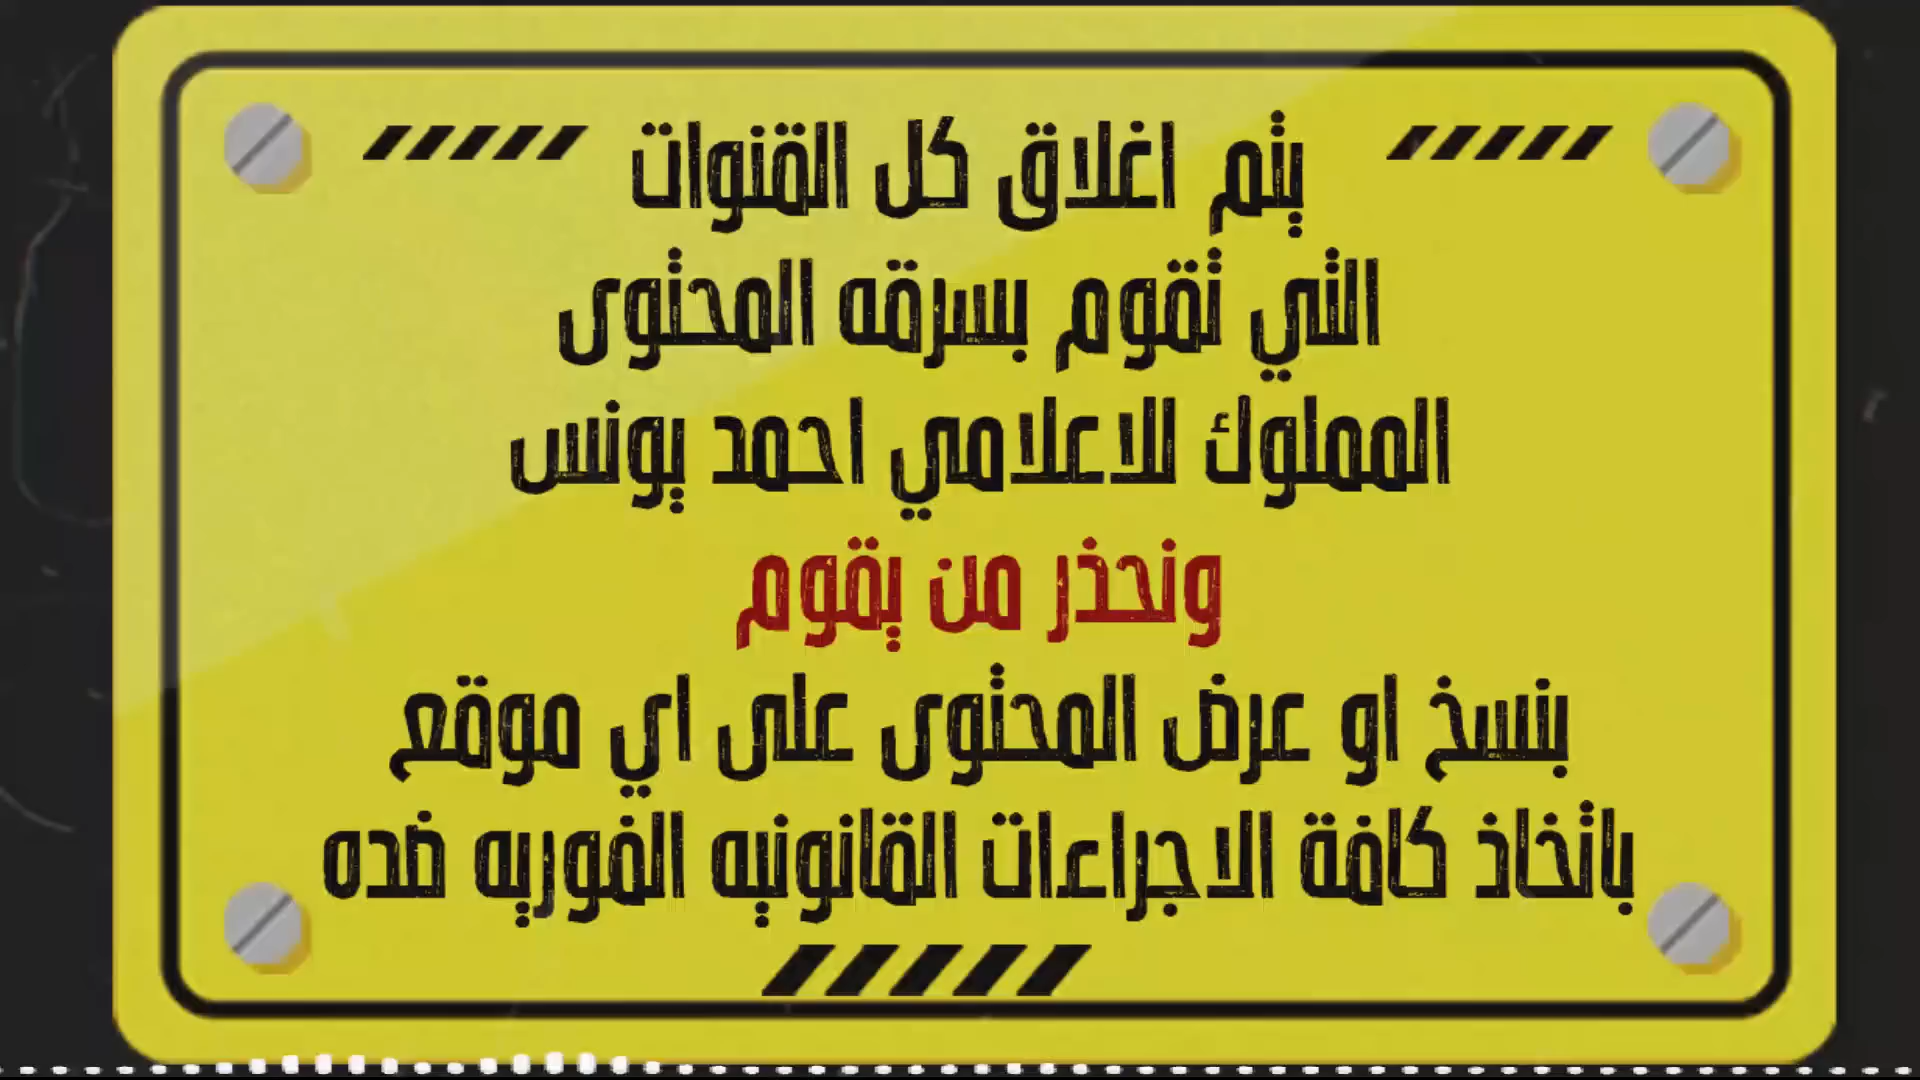 يتم اغلاق كل القنوات
التي تقوم بسرقه المحتوى
المملوك للاعلامي احمد يونس
ونحذر من يقوم
بنسخ او عرض المحتوى على اي موقع
باتخاذ كافة الاجراءات القانونيه الفوريه ضده